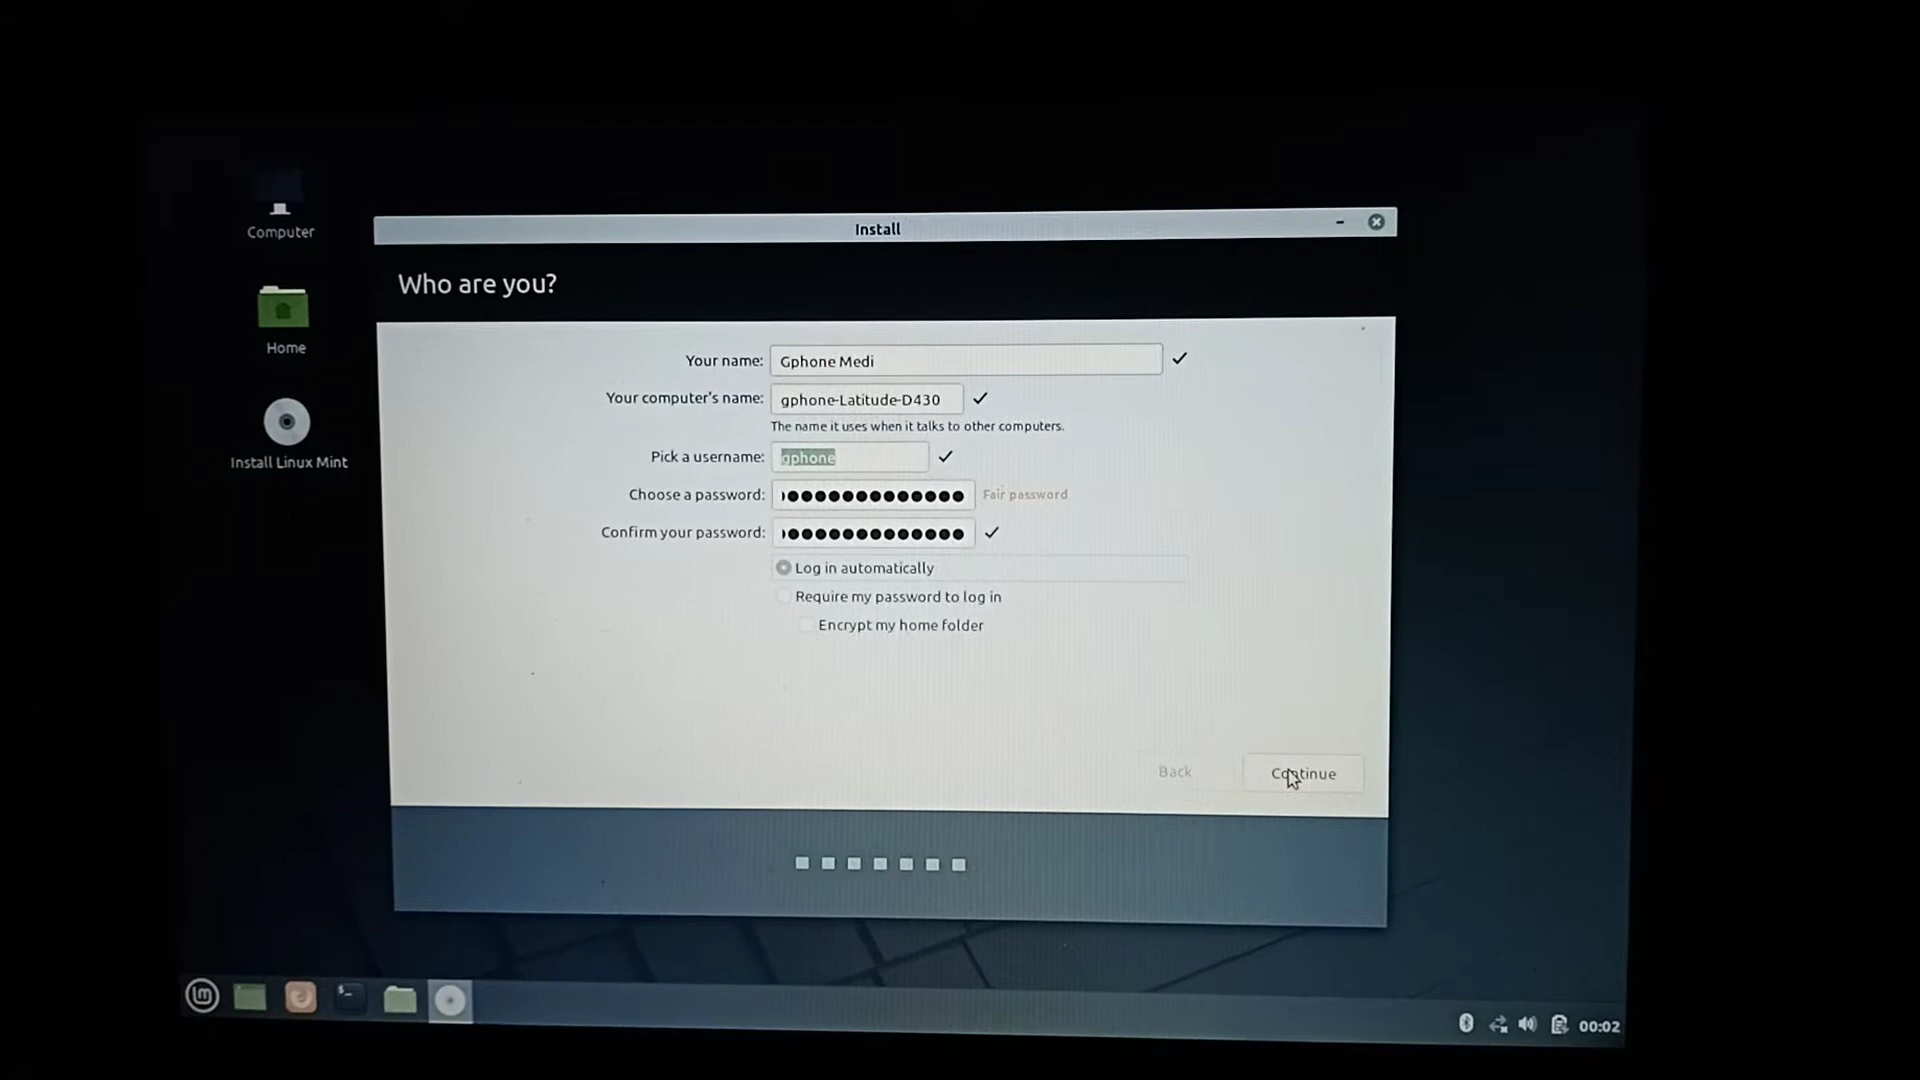 Computer
Home
Install Linux Mint
Install
Who are you?
Your name: Gphone Medi
Your computer's name: gphone-Latitude-D430
The name it uses when it talks to other computers.
Pick a username: gphone
Choose a password: Fair password
Confirm your password:
Log in automatically
Require my password to log in
Encrypt my home folder
Back
Continue
00:02